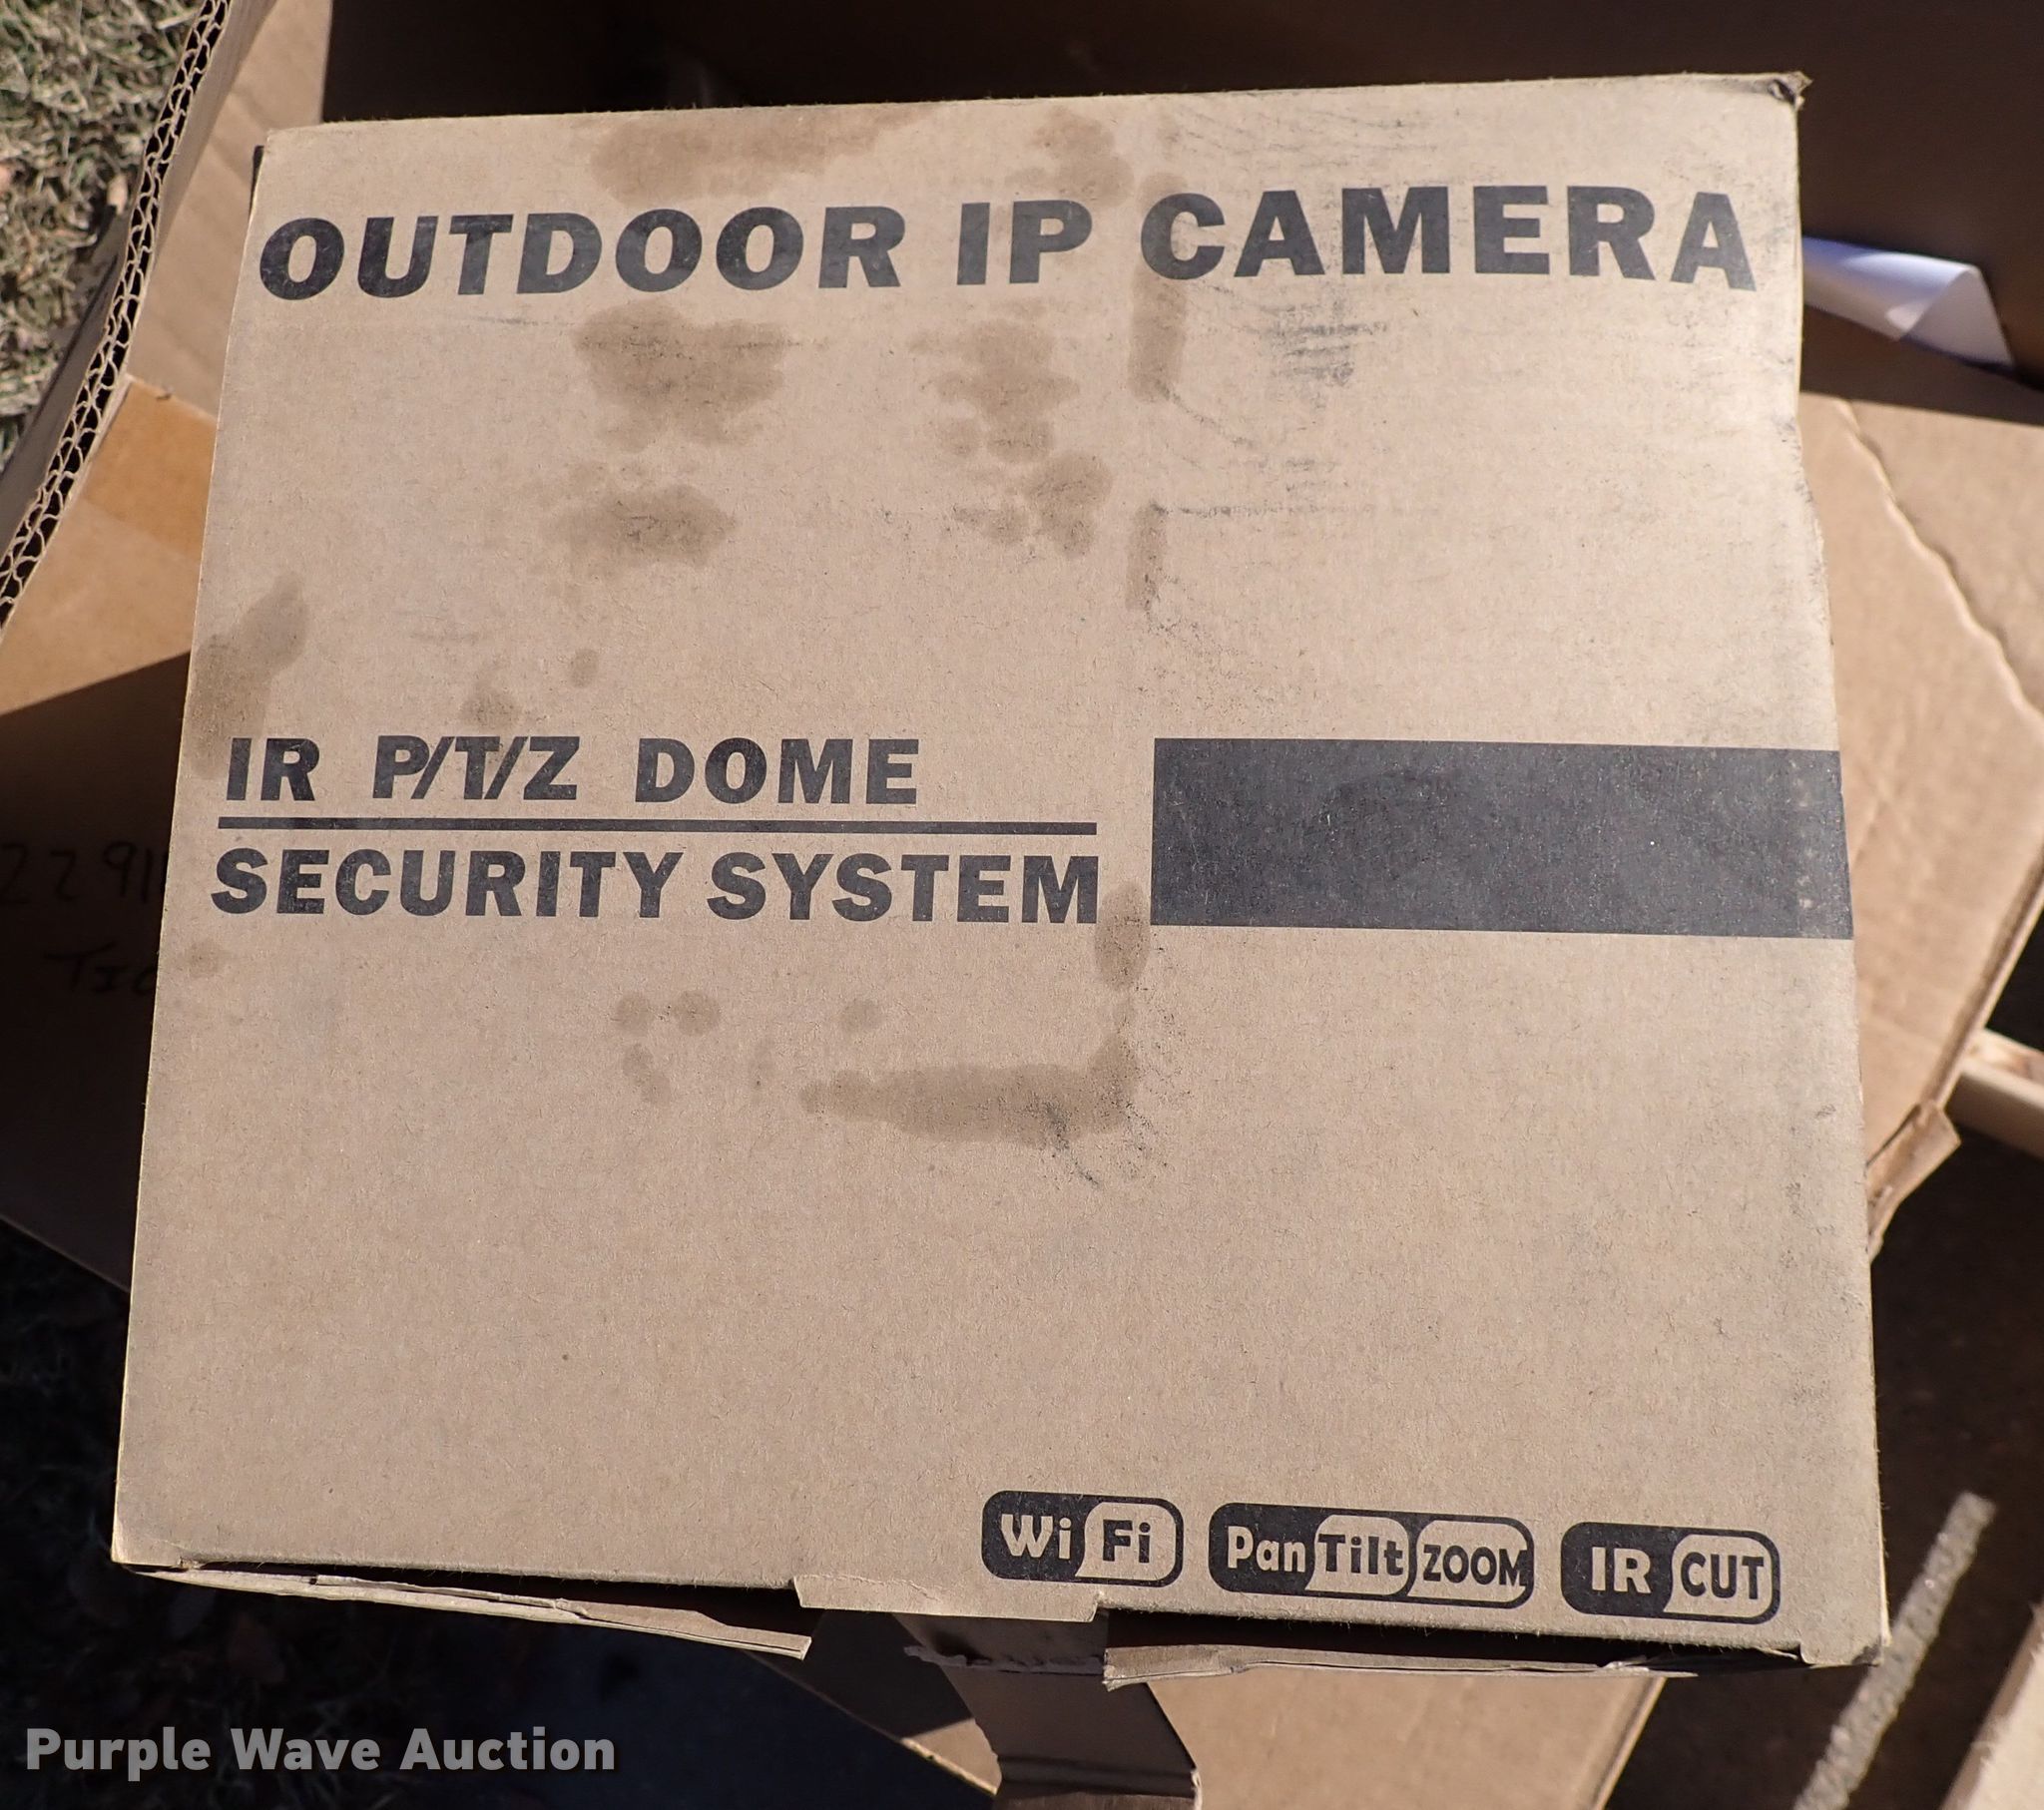 OUTDOOR IP CAMERA
IR P/T/Z DOME
SECURITY SYSTEM
WiFi
PanTiltZOOM
IR CUT
Purple Wave Auction